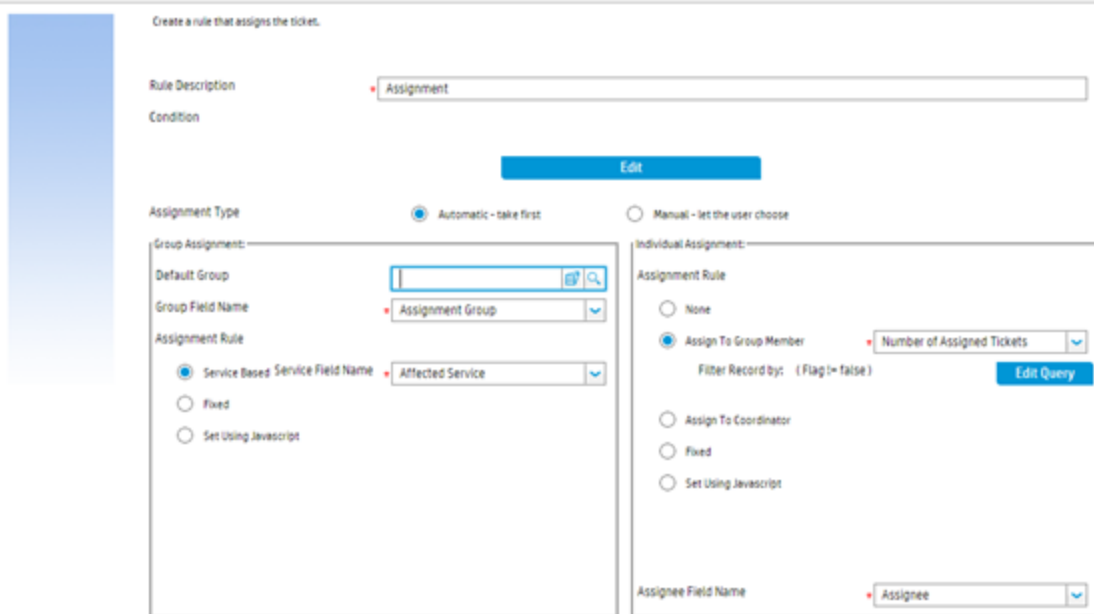 Create a rule that assigns the ticket.
Rule Description * Assignment
Condition
Edit
Assignment Type Automatic - take first Manual - let the user choose
Group Assignment:
Default Group
Group Field Name * Assignment Group
Assignment Rule
Service Based Service Field Name * Affected Service
Fixed
Set Using Javascript
Individual Assignment:
Assignment Rule
None
Assign To Group Member * Number of Assigned Tickets
Filter Record by: ( Flag != false ) Edit Query
Assign To Coordinator
Fixed
Set Using Javascript
Assignee Field Name * Assignee